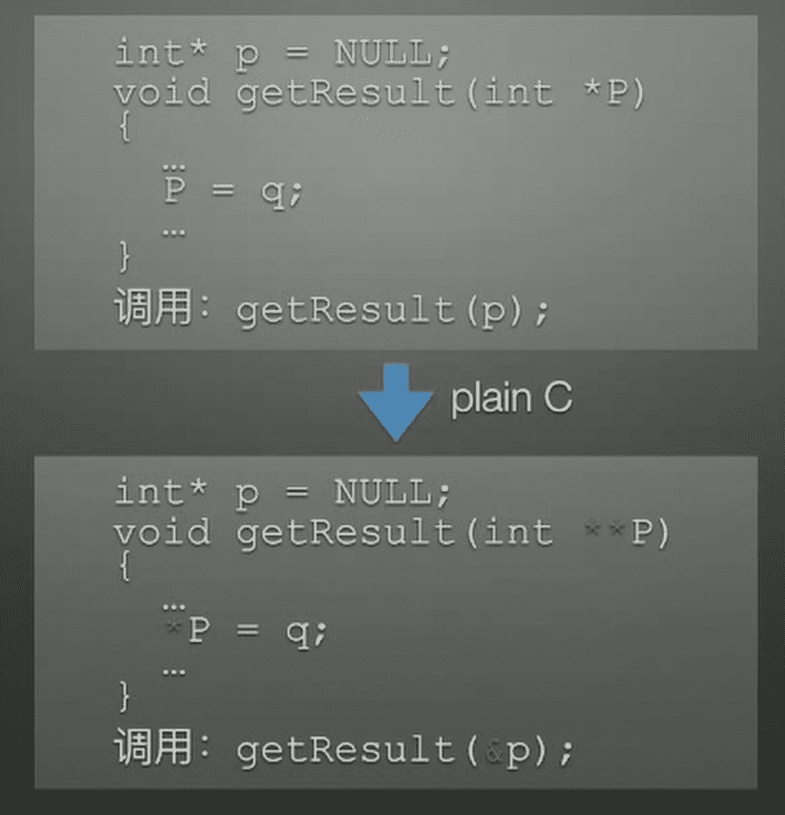 int* p = NULL;
void getResult(int *P)
{
…
P = q;
…
}
调用：getResult(p);
plain C
int* p = NULL;
void getResult(int **P)
{
…
*P = q;
…
}
调用：getResult(&p);